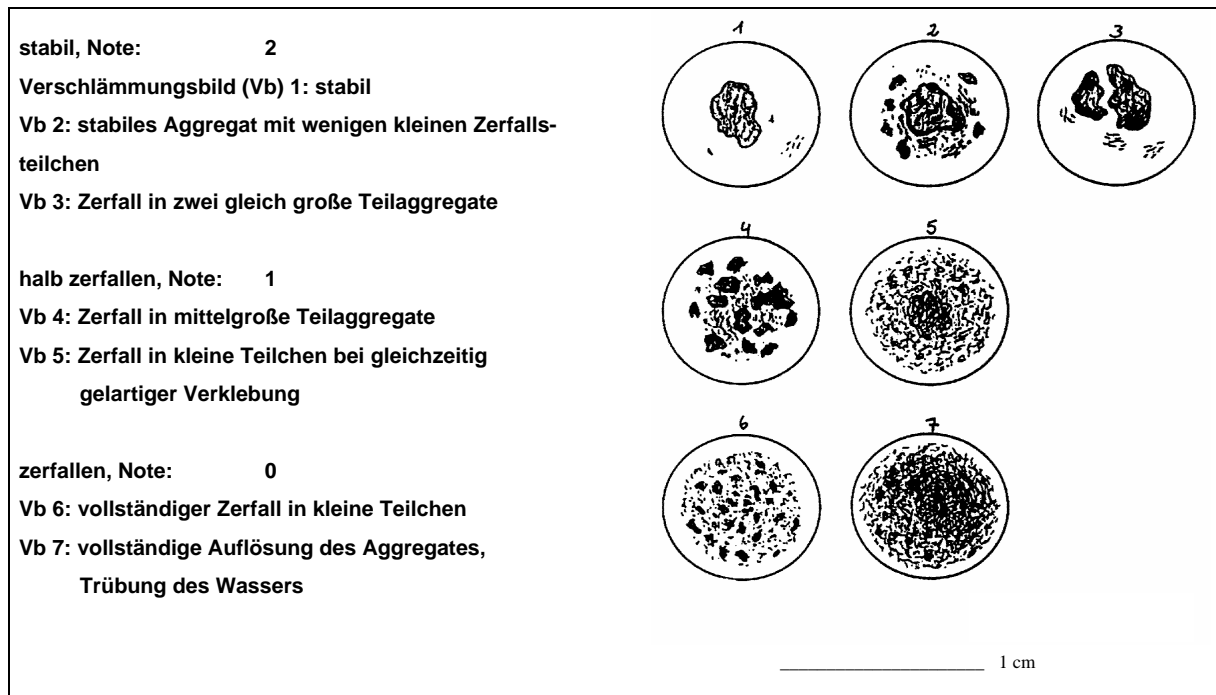 stabil, Note: 2
Verschlämmungsbild (Vb) 1: stabil
Vb 2: stabiles Aggregat mit wenigen kleinen Zerfalls-
teilchen
Vb 3: Zerfall in zwei gleich große Teilaggregate
halb zerfallen, Note: 1
Vb 4: Zerfall in mittelgroße Teilaggregate
Vb 5: Zerfall in kleine Teilchen bei gleichzeitig
gelartiger Verklebung
zerfallen, Note: 0
Vb 6: vollständiger Zerfall in kleine Teilchen
Vb 7: vollständige Auflösung des Aggregates,
Trübung des Wassers
1 2 3
4 5
6 7
1 cm